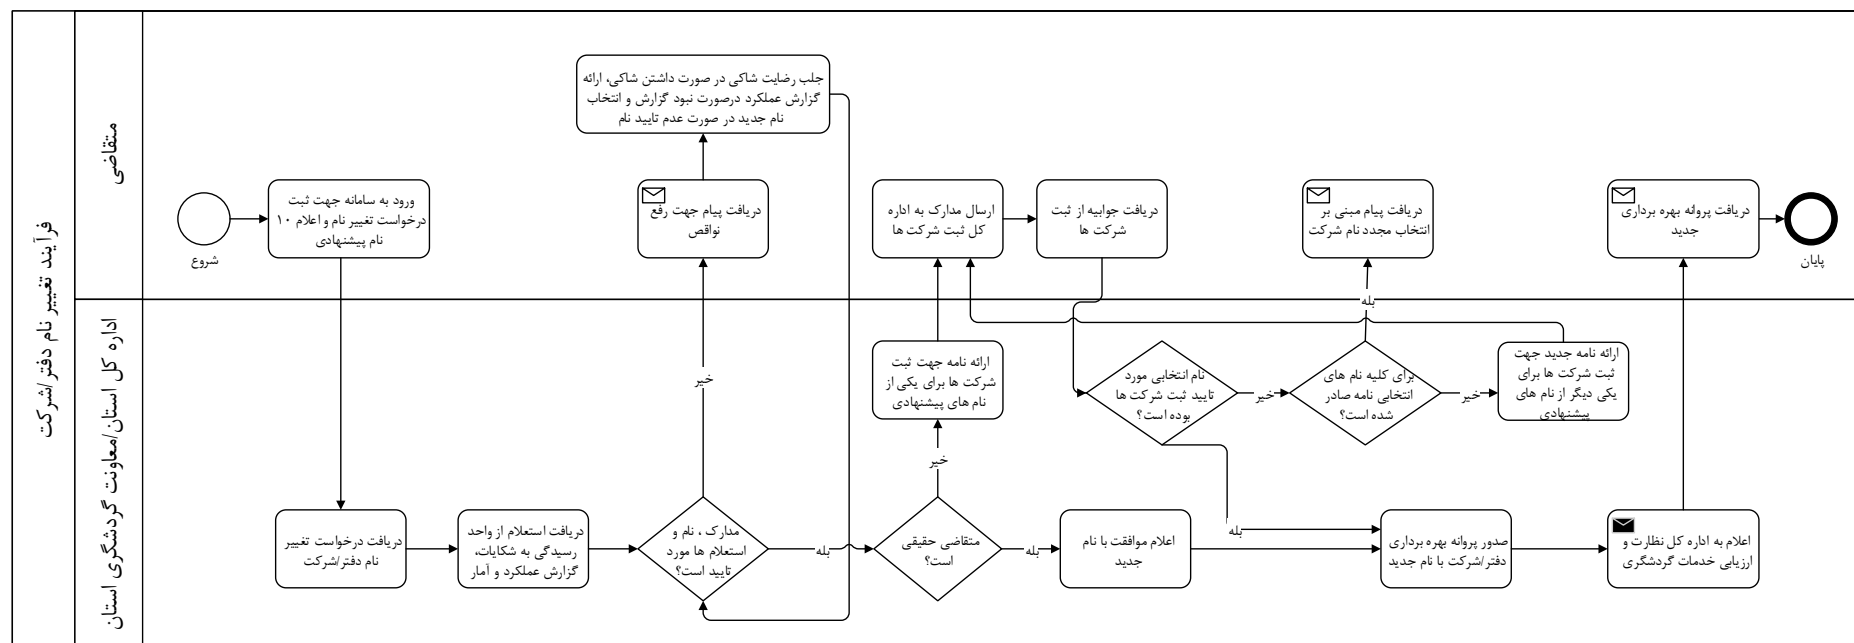 فرآیند تغییر نام دفتر/شرکت
متقاضی
اداره کل استان/معاونت گردشگری استان
شروع
ورود به سامانه جهت ثبت
درخواست تغییر نام و اعلام ۱۰
نام پیشنهادی
جلب رضایت شاکی در صورت داشتن شاکی، ارائه
گزارش عملکرد درصورت نبود گزارش و انتخاب
نام جدید در صورت عدم تایید نام
دریافت پیام جهت رفع
نواقص
ارسال مدارک به اداره
کل ثبت شرکت ها
دریافت جوابیه از ثبت
شرکت ها
دریافت پیام مبنی بر
انتخاب مجدد نام شرکت
دریافت پروانه بهره برداری
جدید
پایان
دریافت درخواست تغییر
نام دفتر/شرکت
دریافت استعلام از واحد
رسیدگی به شکایات،
گزارش عملکرد و آمار
مدارک ، نام و
استعلام ها مورد
تایید است؟
خیر
بله
متقاضی حقیقی
است؟
خیر
بله
ارائه نامه جهت ثبت
شرکت ها برای یکی از
نام های پیشنهادی
اعلام موافقت با نام
جدید
نام انتخابی مورد
تایید ثبت شرکت ها
بوده است؟
خیر
بله
برای کلیه نام های
انتخابی نامه صادر
شده است؟
بله
خیر
ارائه نامه جدید جهت
ثبت شرکت ها برای
یکی دیگر از نام های
پیشنهادی
صدور پروانه بهره برداری
دفتر/شرکت با نام جدید
اعلام به اداره کل نظارت و
ارزیابی خدمات گردشگری